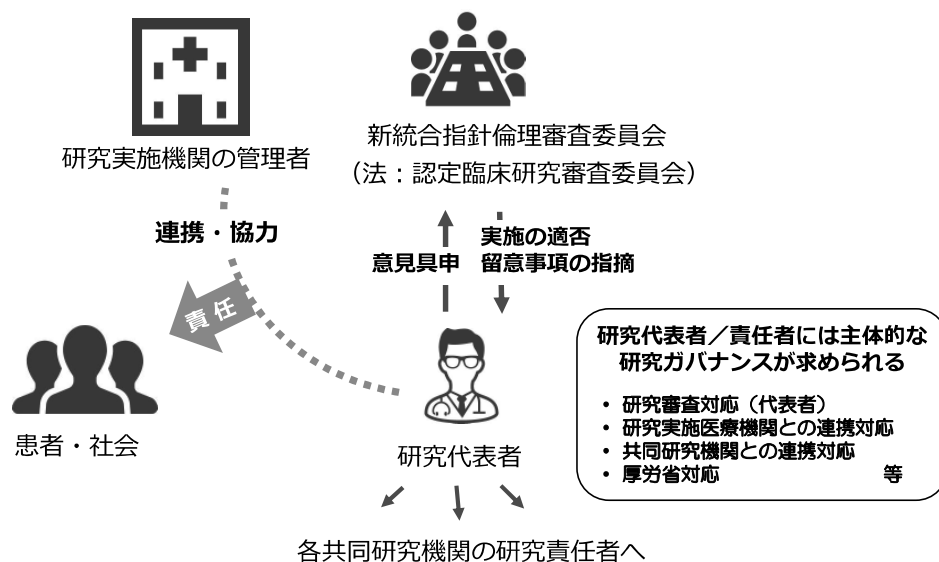 研究実施機関の管理者
新統合指針倫理審査委員会
（法：認定臨床研究審査委員会）
連携・協力
意見具申
実施の適否
留意事項の指摘
責任
患者・社会
研究代表者
研究代表者／責任者には主体的な
研究ガバナンスが求められる
• 研究審査対応（代表者）
• 研究実施医療機関との連携対応
• 共同研究機関との連携対応
• 厚労省対応 等
各共同研究機関の研究責任者へ